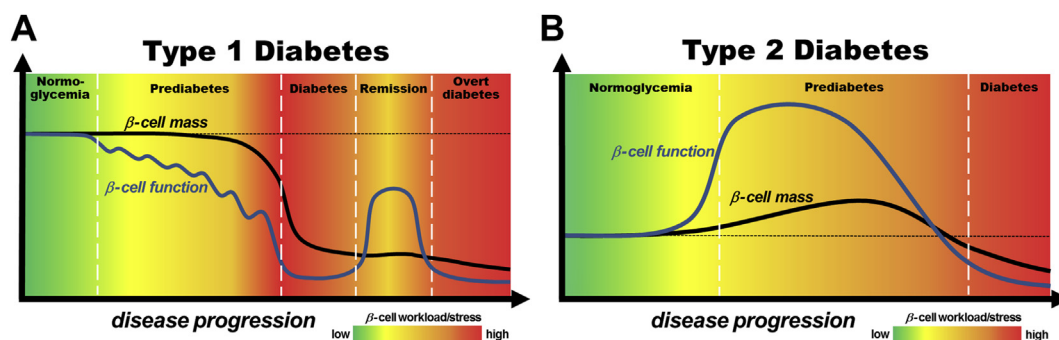 A
Type 1 Diabetes
Normo-
glycemia
Prediabetes
Diabetes
Remission
Overt
diabetes
β-cell mass
β-cell function
disease progression
β-cell workload/stress
low
high
B
Type 2 Diabetes
Normoglycemia
Prediabetes
Diabetes
β-cell function
β-cell mass
disease progression
β-cell workload/stress
low
high